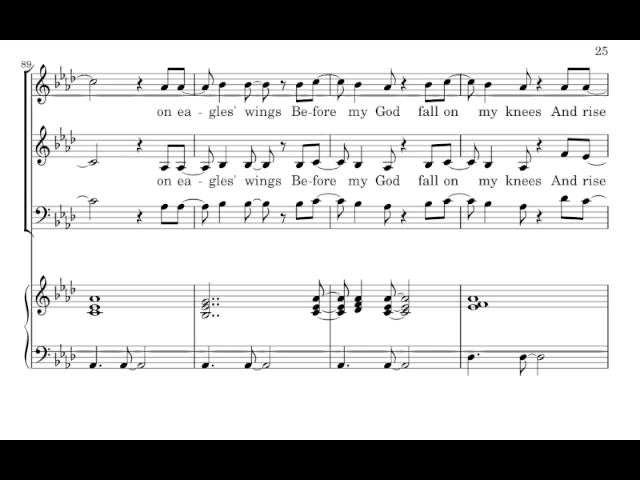 25
89
on ea - gles' wings Be-fore my God fall on my knees And rise
on ea - gles' wings Be-fore my God fall on my knees And rise